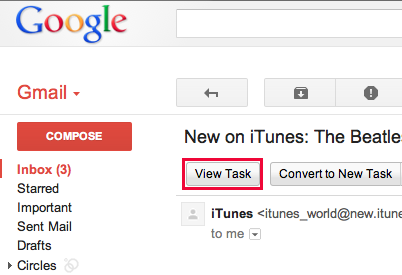 Google
Gmail
COMPOSE
New on iTunes: The Beatles
Inbox (3)
View Task Convert to New Task
Starred
Important
iTunes <itunes_world@new.itune
Sent Mail
to me
Drafts
Circles